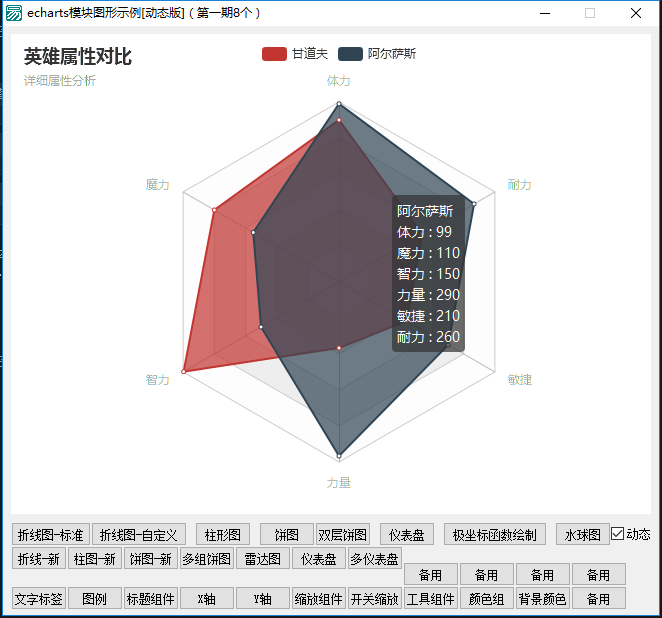 echarts模块图形示例[动态版] ( 第一期8个 )
英雄属性对比
甘道夫 阿尔萨斯
详细属性分析
体力
魔力
耐力
阿尔萨斯
体力 : 99
魔力 : 110
智力 : 150
力量 : 290
敏捷 : 210
耐力 : 260
智力
敏捷
力量
折线图-标准 折线图-自定义 柱形图 饼图 双层饼图 仪表盘 极坐标函数绘制 水球图 动态
折线-新 柱图-新 饼图-新 多组饼图 雷达图 仪表盘 多仪表盘
备用 备用 备用 备用
文字标签 图例 标题组件 X轴 Y轴 缩放组件 开关缩放 工具组件 颜色组 背景颜色 备用